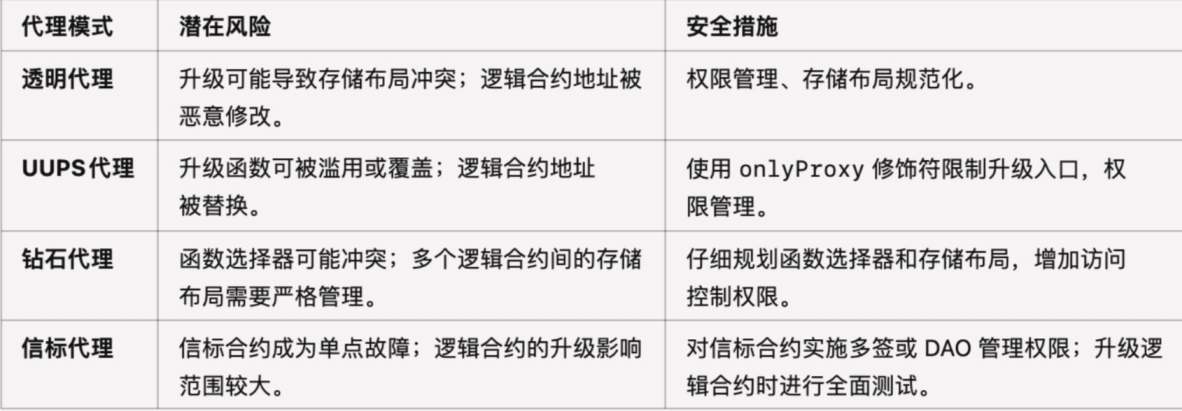 代理模式 潜在风险 安全措施
透明代理 升级可能导致存储布局冲突；逻辑合约地址被 权限管理、存储布局规范化。
恶意修改。
UUPS代理 升级函数可被滥用或覆盖；逻辑合约地址 使用 onlyProxy 修饰符限制升级入口，权
被替换。 限管理。
钻石代理 函数选择器可能冲突；多个逻辑合约间的存储 仔细规划函数选择器和存储布局，增加访问
布局需要严格管理。 控制权限。
信标代理 信标合约成为单点故障；逻辑合约的升级影响 对信标合约实施多签或 DAO 管理权限；升级逻
范围较大。 辑合约时进行全面测试。